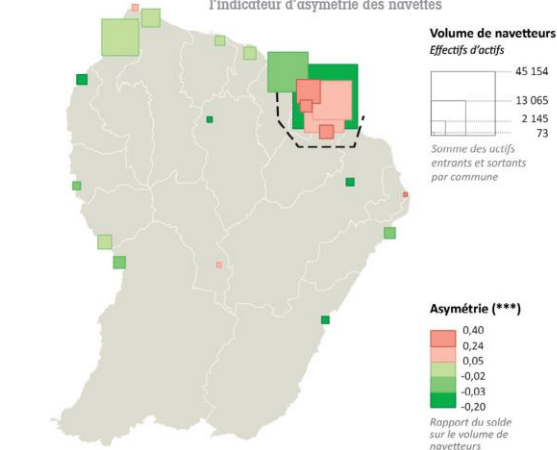 l'indicateur d'asymétrie des navettes
Volume de navetteurs
Effectifs d'actifs
45 154
13 065
2 145
73
Somme des actifs
entrants et sortants
par commune
Asymétrie (***)
0,40
0,24
0,05
-0,02
-0,03
-0,20
Rapport du solde
sur le volume de
navetteurs